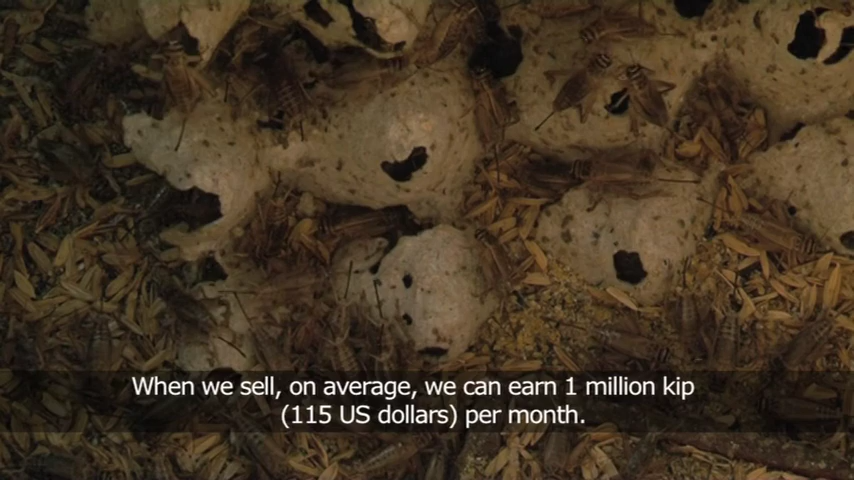 When we sell, on average, we can earn 1 million kip
(115 US dollars) per month.